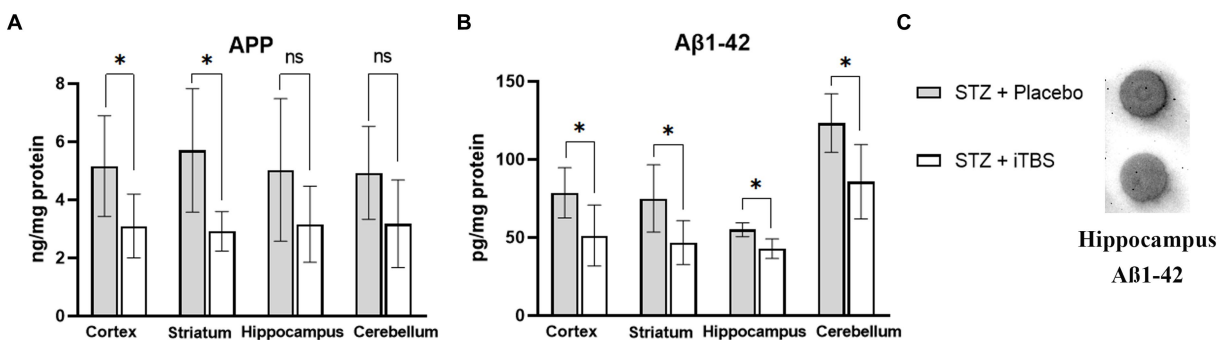 A
APP
ng/mg protein
8
6
4
2
0
*
*
ns
ns
Cortex
Striatum
Hippocampus
Cerebellum
B
Aβ1-42
pg/mg protein
150
100
50
0
*
*
*
*
Cortex
Striatum
Hippocampus
Cerebellum
C
STZ + Placebo
STZ + iTBS
Hippocampus
Aß1-42